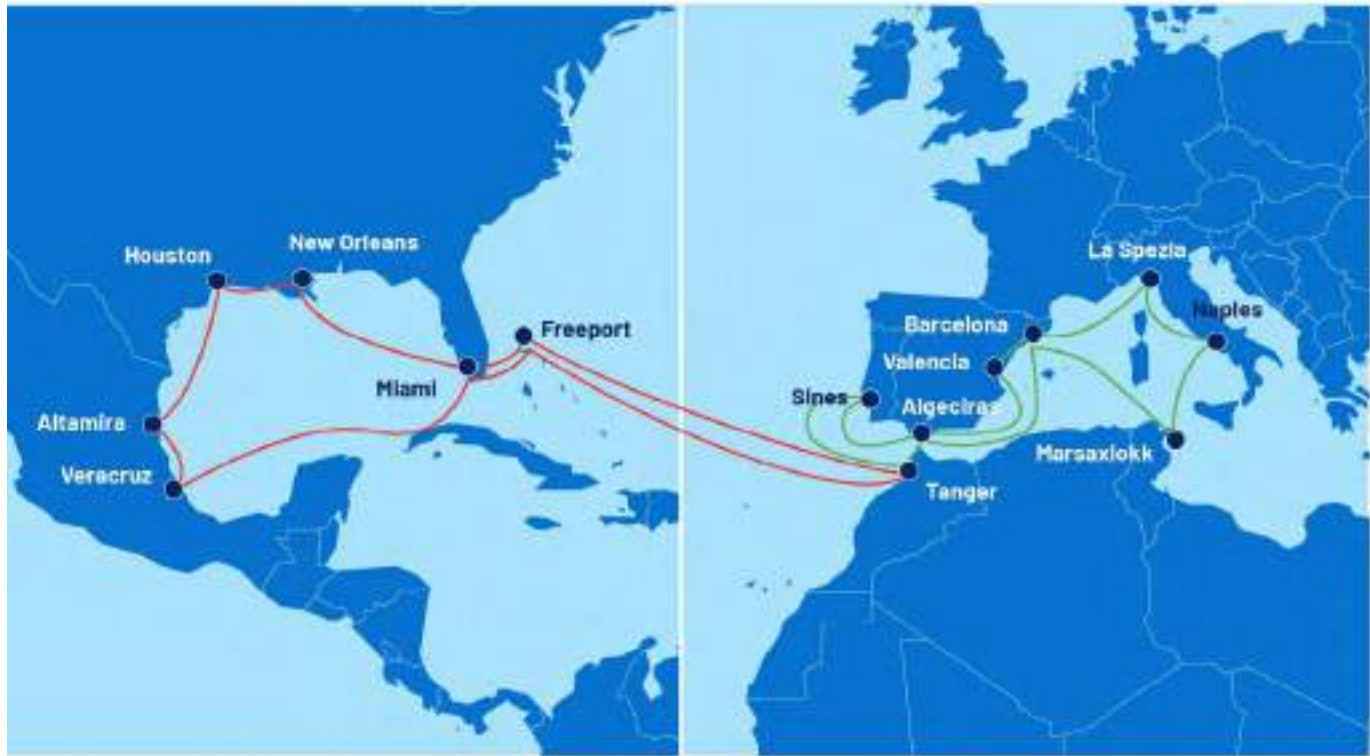 New Orleans
Houston
La Spezia
Naples
Barcelona
Freeport
Valencia
Miami
Sines
Algeciras
Altamira
Marsaxlokk
Veracruz
Tanger